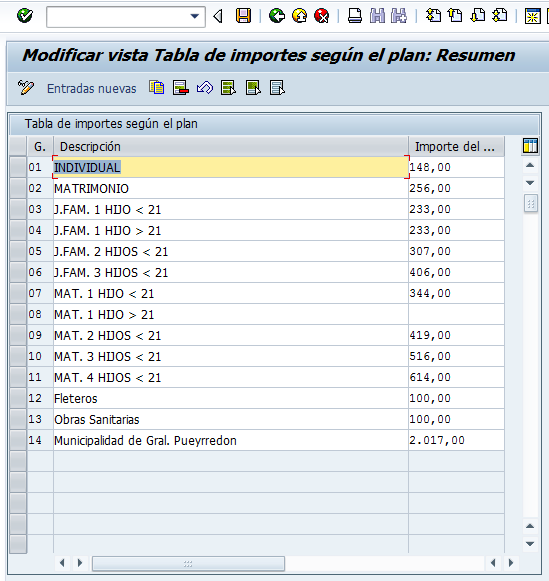 Modificar vista Tabla de importes según el plan: Resumen
Entradas nuevas
Tabla de importes según el plan
G. Descripción Importe del ...
01 INDIVIDUAL 148,00
02 MATRIMONIO 256,00
03 J.FAM. 1 HIJO < 21 233,00
04 J.FAM. 1 HIJO > 21 233,00
05 J.FAM. 2 HIJOS < 21 307,00
06 J.FAM. 3 HIJOS < 21 406,00
07 MAT. 1 HIJO < 21 344,00
08 MAT. 1 HIJO > 21
09 MAT. 2 HIJOS < 21 419,00
10 MAT. 3 HIJOS < 21 516,00
11 MAT. 4 HIJOS < 21 614,00
12 Fleteros 100,00
13 Obras Sanitarias 100,00
14 Municipalidad de Gral. Pueyrredon 2.017,00